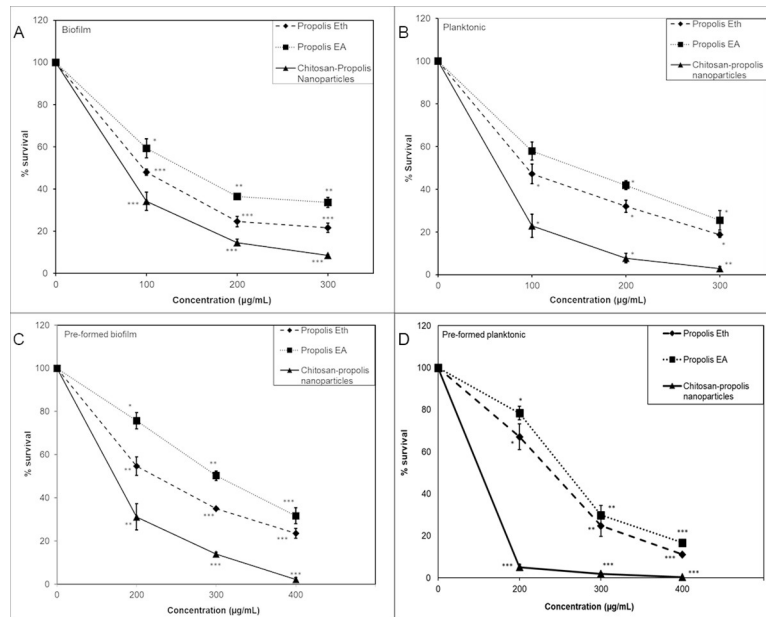 A
Biofilm
Propolis Eth
Propolis EA
Chitosan-Propolis
Nanoparticles
120
100
80
60
40
20
0
% survival
*
***
***
**
***
***
**
***
***
0
100
200
300
Concentration (µg/mL)
B
Planktonic
Propolis Eth
Propolis EA
Chitosan-propolis
nanoparticles
120
100
80
60
40
20
0
% Survival
*
*
*
*
*
*
*
**
0
100
200
300
Concentration (µg/mL)
C
Pre-formed biofilm
Propolis Eth
Propolis EA
Chitosan-propolis
nanoparticles
120
100
80
60
40
20
0
% survival
*
**
**
**
***
***
***
***
***
0
200
300
400
Concentration (µg/mL)
D
Pre-formed planktonic
Propolis Eth
Propolis EA
Chitosan-propolis
nanoparticles
120
100
80
60
40
20
0
% survival
*
*
***
**
**
***
***
***
***
0
200
300
400
Concentration (µg/mL)